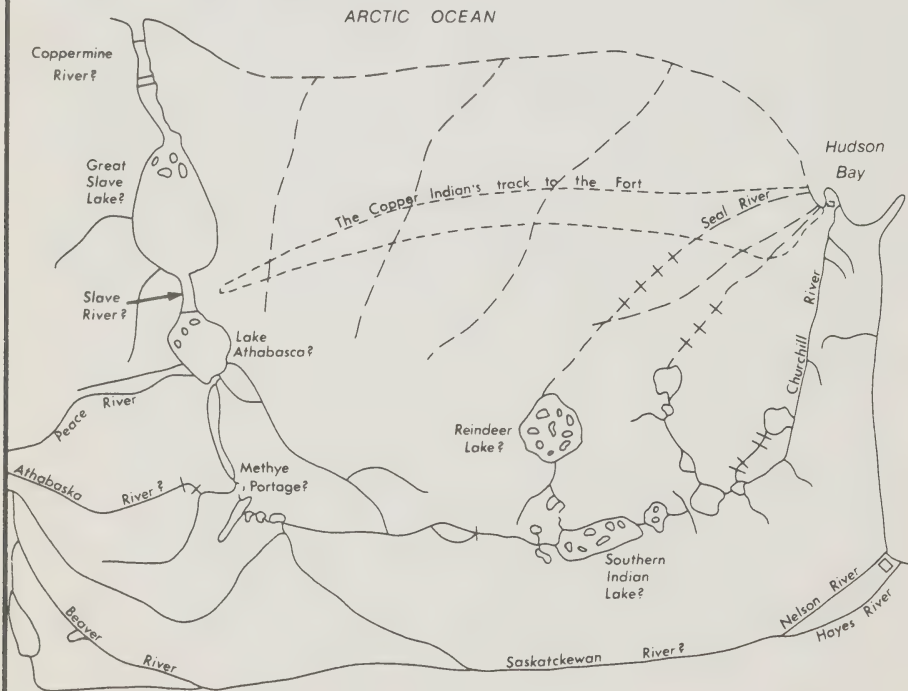 ARCTIC OCEAN
Coppermine
River?
Great
Slave
Lake?
Hudson
Bay
The Copper Indian's track to the Fort
Seal River
Slave
River?
Lake
Athabasca?
Churchill River
Peace River
Reindeer
Lake?
Athabaska River?
Methye
Portage?
Southern
Indian
Lake?
Nelson River
Hayes River
Beaver River
Saskatckewan River?